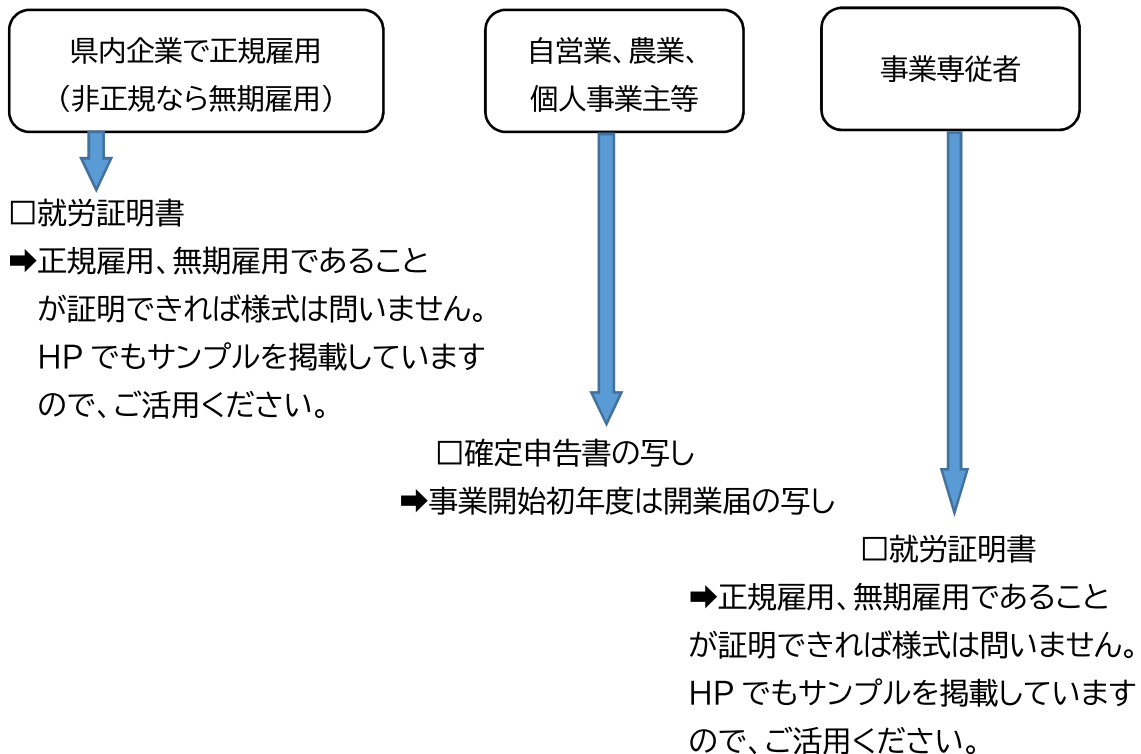 県内企業で正規雇用
（非正規なら無期雇用）
自営業、農業、
個人事業主等
事業専従者
□就労証明書
➡正規雇用、無期雇用であること
が証明できれば様式は問いません。
HP でもサンプルを掲載しています
ので、ご活用ください。
□確定申告書の写し
➡事業開始初年度は開業届の写し
□就労証明書
➡正規雇用、無期雇用であること
が証明できれば様式は問いません。
HP でもサンプルを掲載しています
ので、ご活用ください。